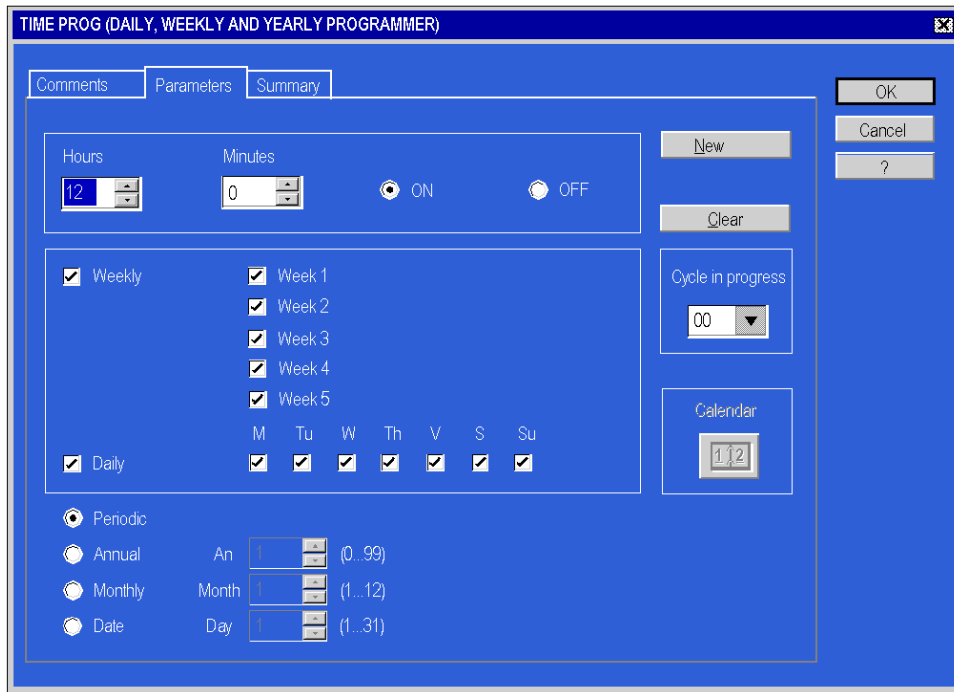 TIME PROG (DAILY, WEEKLY AND YEARLY PROGRAMMER)
Comments Parameters Summary
OK
Cancel
?
Hours Minutes
12 0 ON OFF
New
Clear
Weekly
Week 1
Week 2
Week 3
Week 4
Week 5
M Tu W Th V S Su
Daily
Cycle in progress
00
Calendar
1 2
Periodic
Annual An 1 (0...99)
Monthly Month 1 (1...12)
Date Day 1 (1...31)